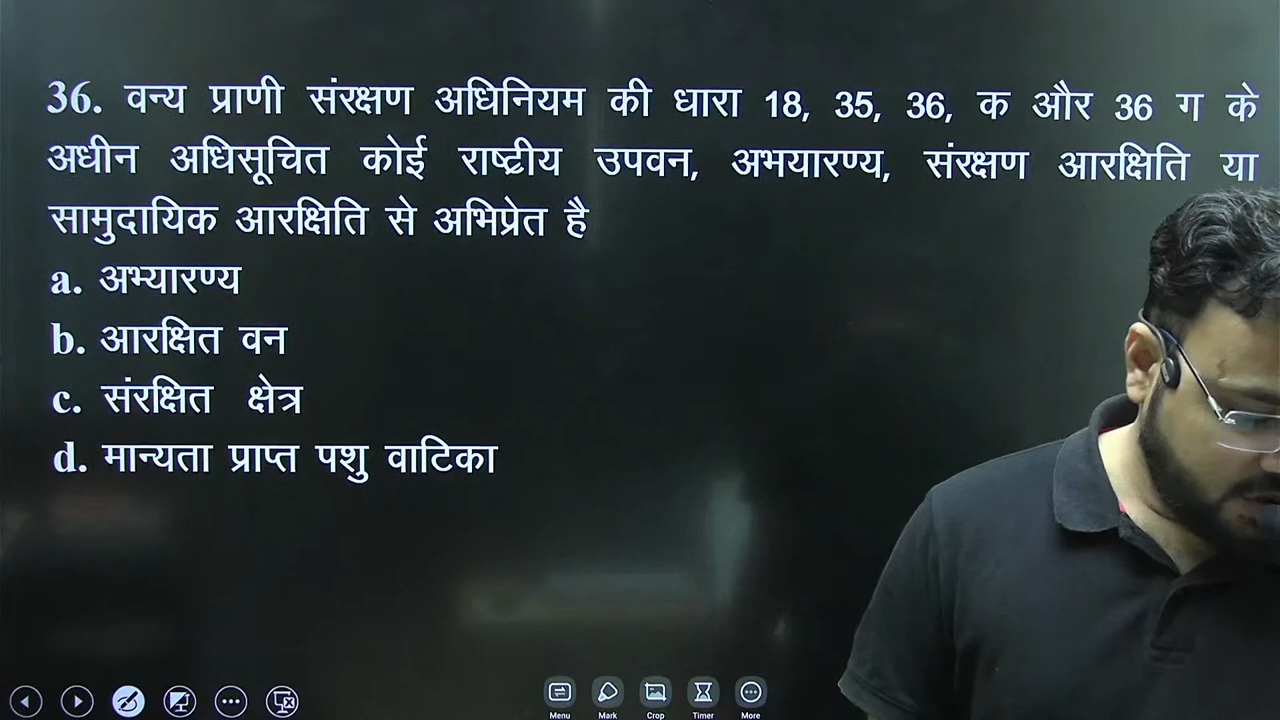 36. वन्य प्राणी संरक्षण अधिनियम की धारा 18, 35, 36, क और 36 ग के
अधीन अधिसूचित कोई राष्ट्रीय उपवन, अभयारण्य, संरक्षण आरक्षिति या
सामुदायिक आरक्षिति से अभिप्रेत है
a. अभ्यारण्य
b. आरक्षित वन
c. संरक्षित क्षेत्र
d. मान्यता प्राप्त पशु वाटिका
Menu Mark Crop Timer More